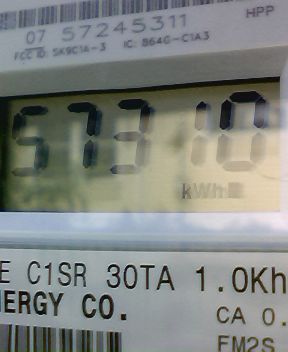 HPP
07 57245311
FCC ID: SK9C1A-3 IC: 864G-C1A3
57310
kWh
E C1SR 30TA 1.0Kh
ERGY CO.
CA 0.
FM2S